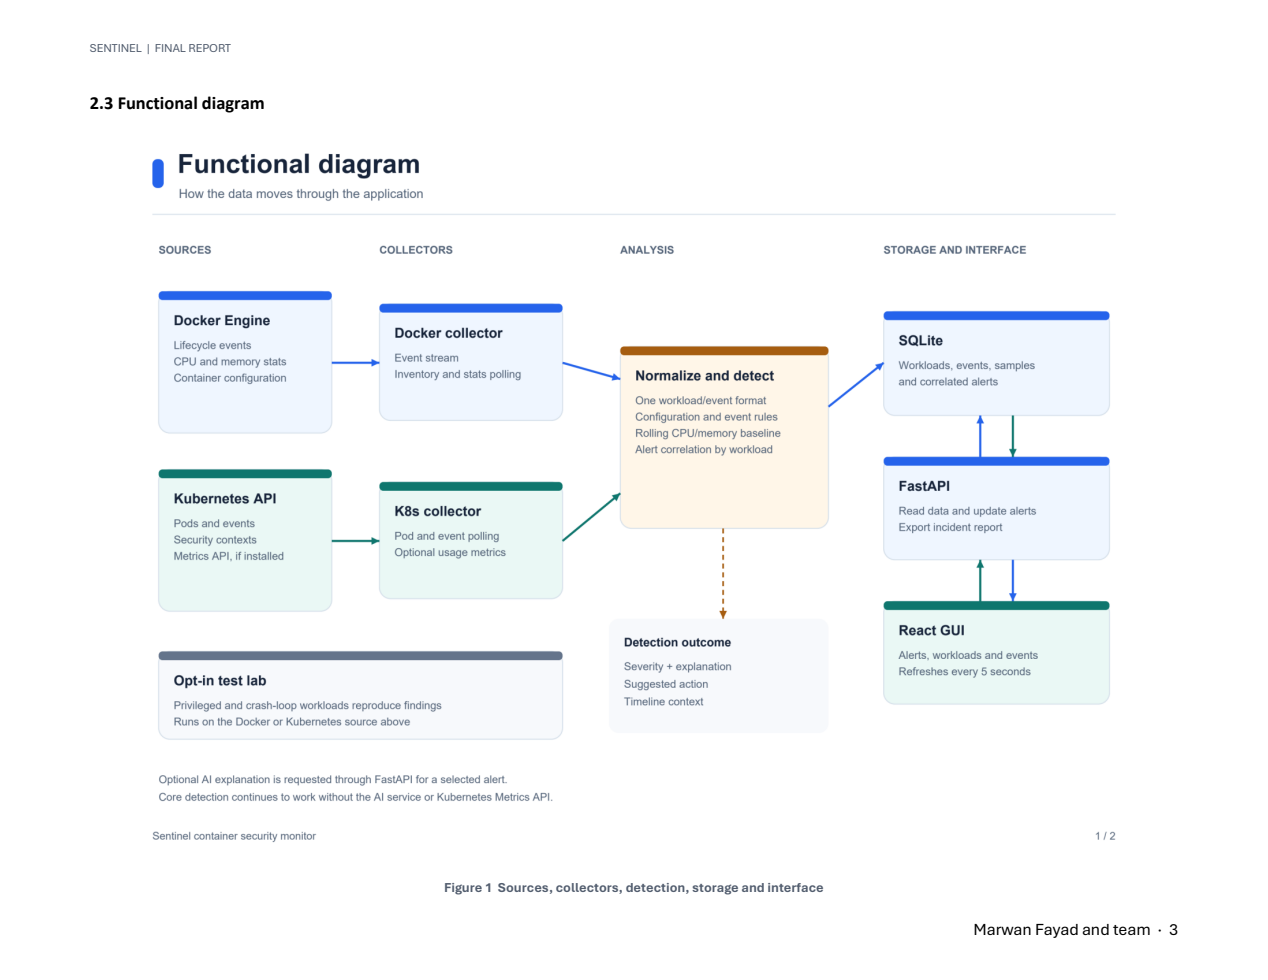 SENTINEL | FINAL REPORT
2.3 Functional diagram
Functional diagram
How the data moves through the application
SOURCES
COLLECTORS
ANALYSIS
STORAGE AND INTERFACE
Docker Engine
Lifecycle events
CPU and memory stats
Container configuration
Docker collector
Event stream
Inventory and stats polling
Normalize and detect
One workload/event format
Configuration and event rules
Rolling CPU/memory baseline
Alert correlation by workload
SQLite
Workloads, events, samples
and correlated alerts
Kubernetes API
Pods and events
Security contexts
Metrics API, if installed
K8s collector
Pod and event polling
Optional usage metrics
FastAPI
Read data and update alerts
Export incident report
Opt-in test lab
Privileged and crash-loop workloads reproduce findings
Runs on the Docker or Kubernetes source above
Detection outcome
Severity + explanation
Suggested action
Timeline context
React GUI
Alerts, workloads and events
Refreshes every 5 seconds
Optional AI explanation is requested through FastAPI for a selected alert.
Core detection continues to work without the AI service or Kubernetes Metrics API.
Sentinel container security monitor
1 / 2
Figure 1 Sources, collectors, detection, storage and interface
Marwan Fayad and team · 3